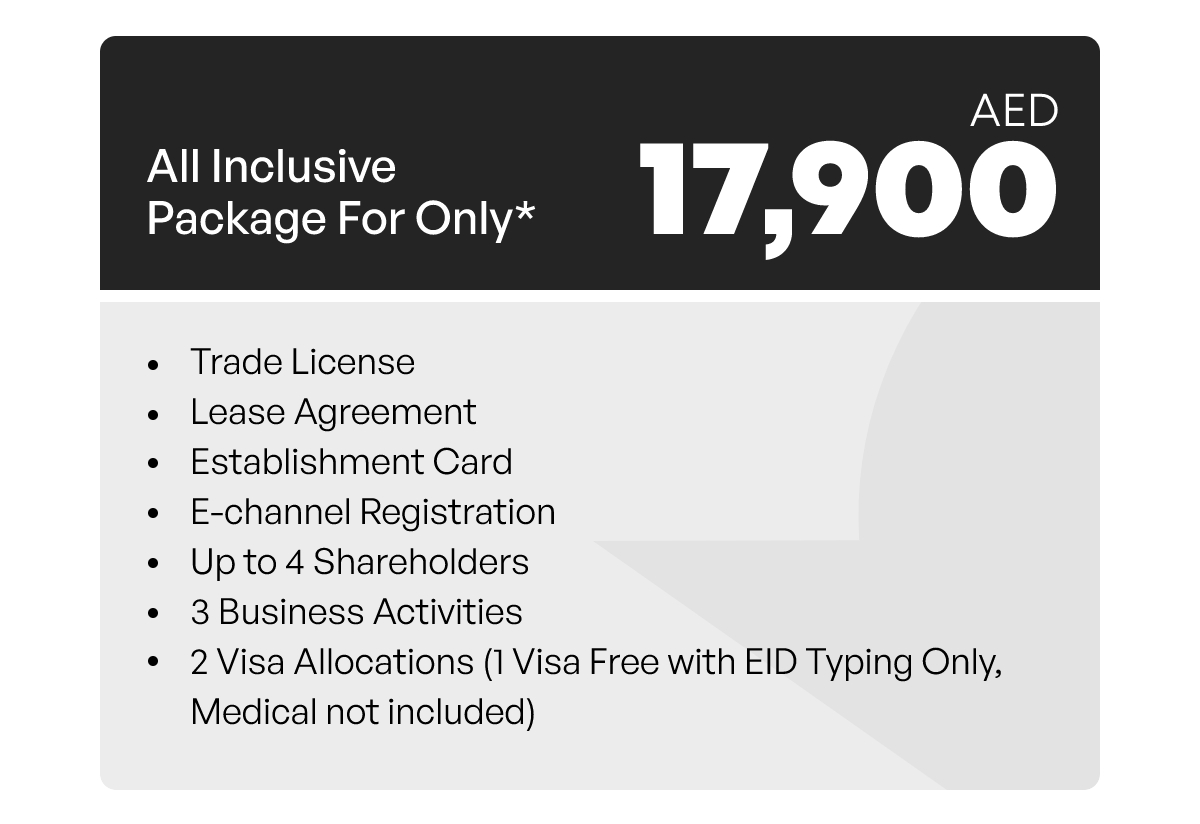 All Inclusive
Package For Only*
AED
17,900
• Trade License
• Lease Agreement
• Establishment Card
• E-channel Registration
• Up to 4 Shareholders
• 3 Business Activities
• 2 Visa Allocations (1 Visa Free with EID Typing Only,
Medical not included)